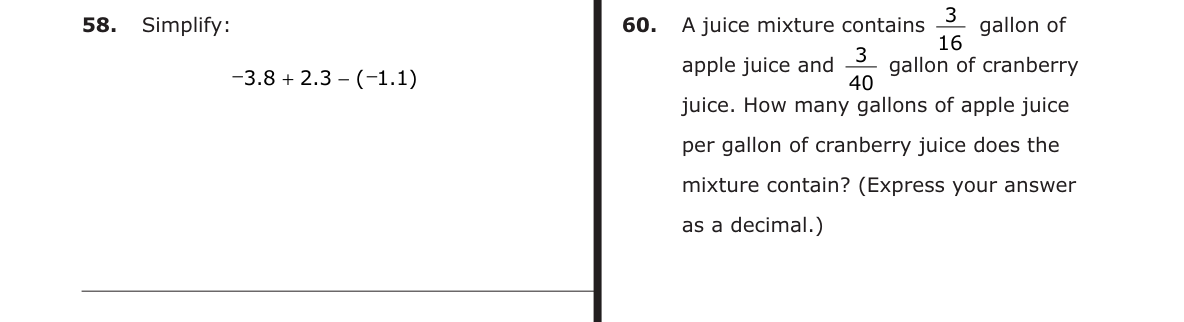 58. Simplify:
−3.8 + 2.3 − (−1.1)
60. A juice mixture contains 3/16 gallon of
apple juice and 3/40 gallon of cranberry
juice. How many gallons of apple juice
per gallon of cranberry juice does the
mixture contain? (Express your answer
as a decimal.)